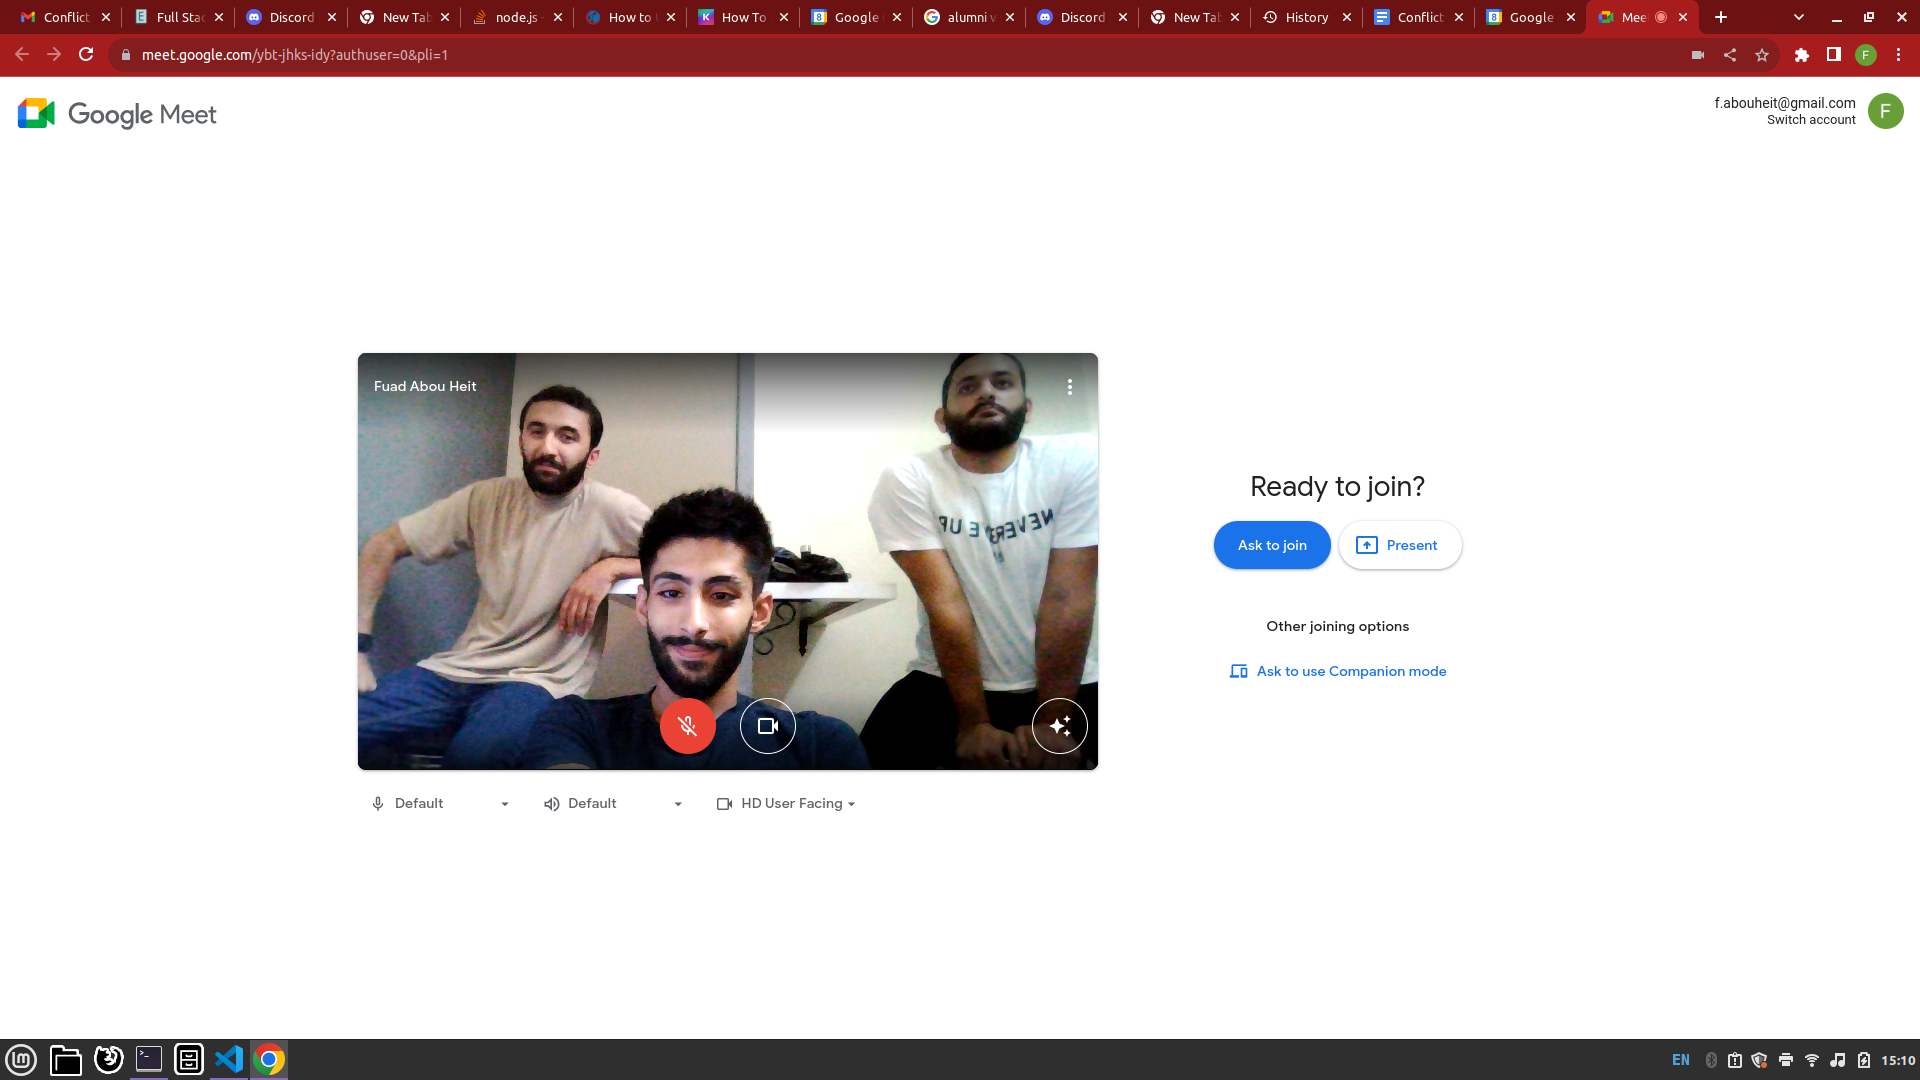 Conflict
Full Stac
Discord
New Tab
node.js -
How to
How To
Google
alumni v
Discord
New Tab
History
Conflict
Google
Mee
meet.google.com/ybt-jhks-idy?authuser=0&pli=1
F
Google Meet
f.abouheit@gmail.com
Switch account
F
Fuad Abou Heit
NEVER
E UP
Ready to join?
Ask to join
Present
Other joining options
Ask to use Companion mode
Default
Default
HD User Facing
EN
15:10